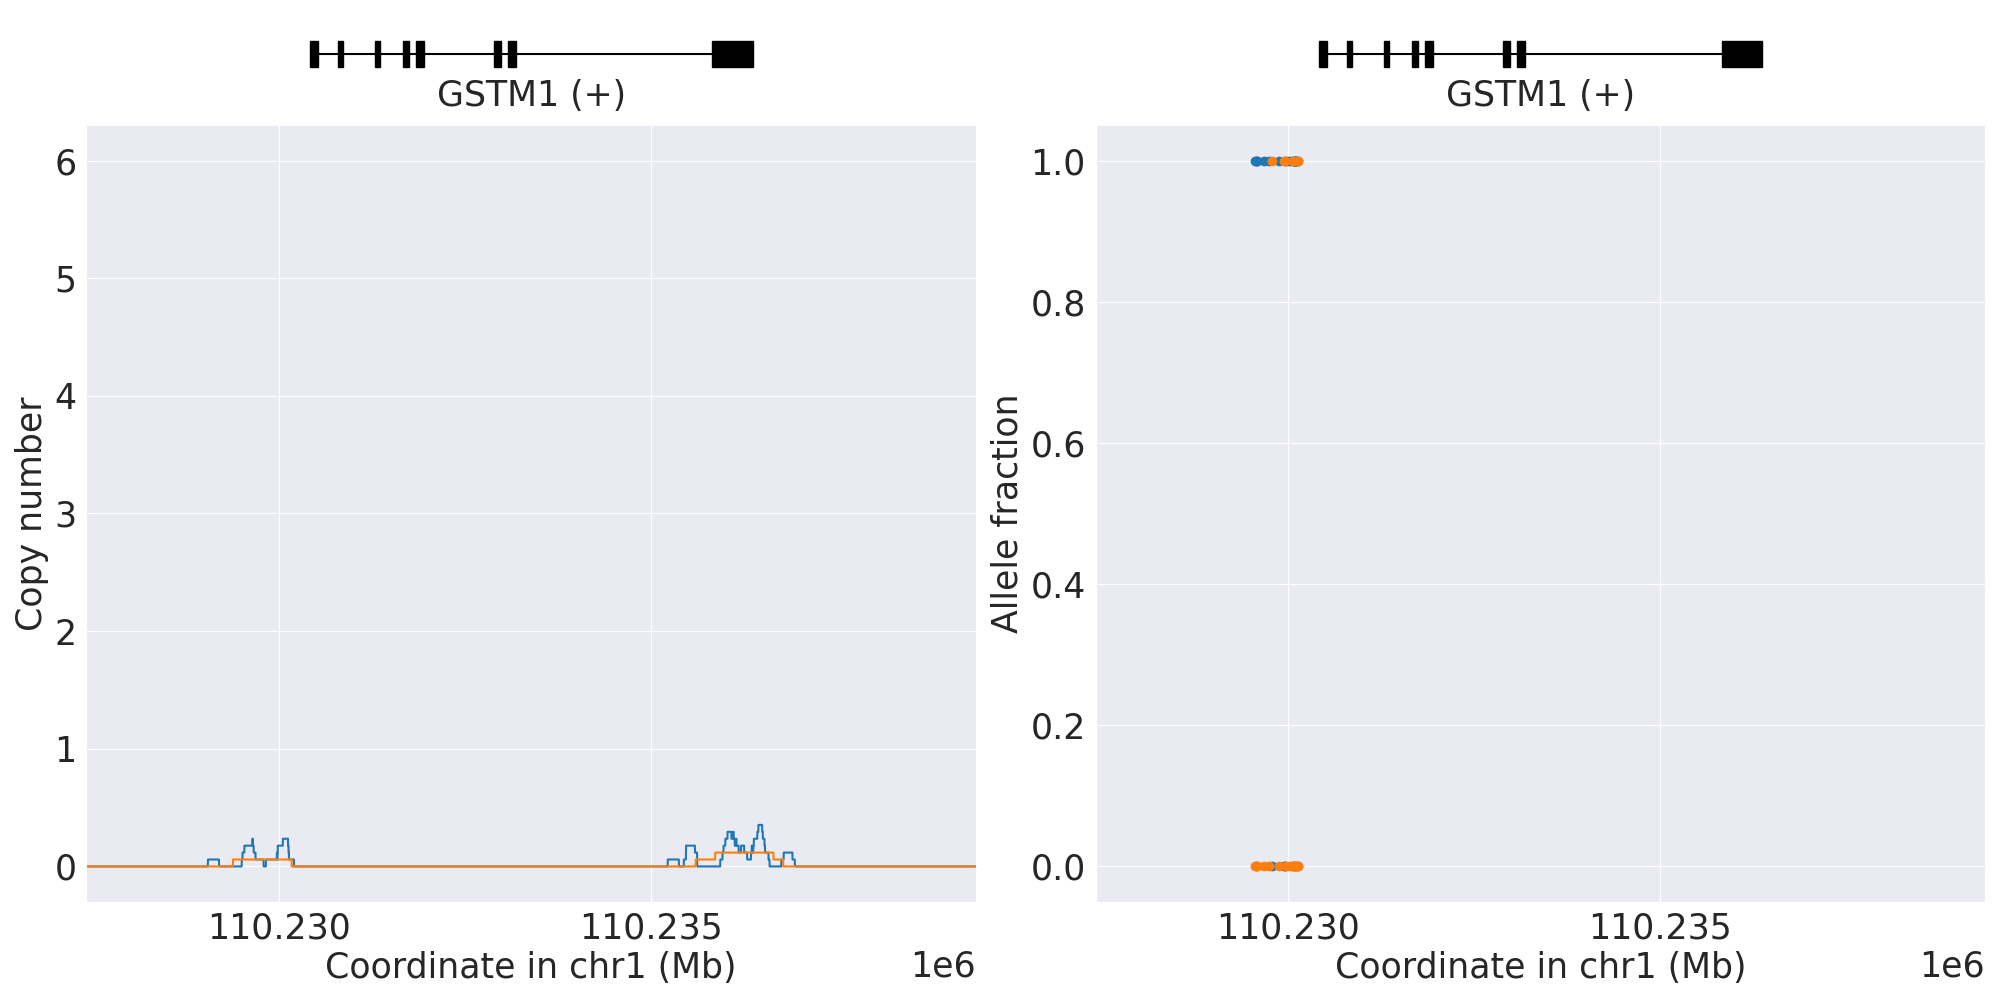 GSTM1 (+)
6
5
4
3
2
1
0
Copy number
110.230
110.235
Coordinate in chr1 (Mb)
1e6
GSTM1 (+)
1.0
0.8
0.6
0.4
0.2
0.0
Allele fraction
110.230
110.235
Coordinate in chr1 (Mb)
1e6